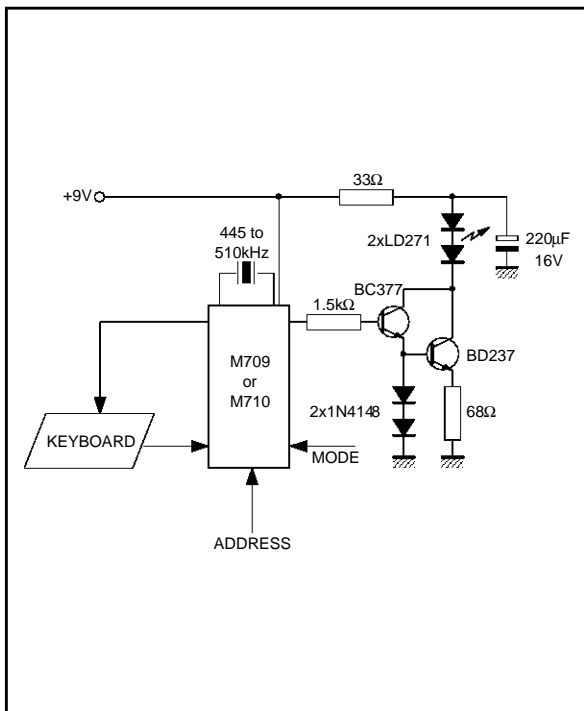 +9V
33Ω
445 to
510kHz
2xLD271
220μF
16V
BC377
1.5kΩ
M709
or
M710
BD237
2x1N4148
68Ω
KEYBOARD
MODE
ADDRESS